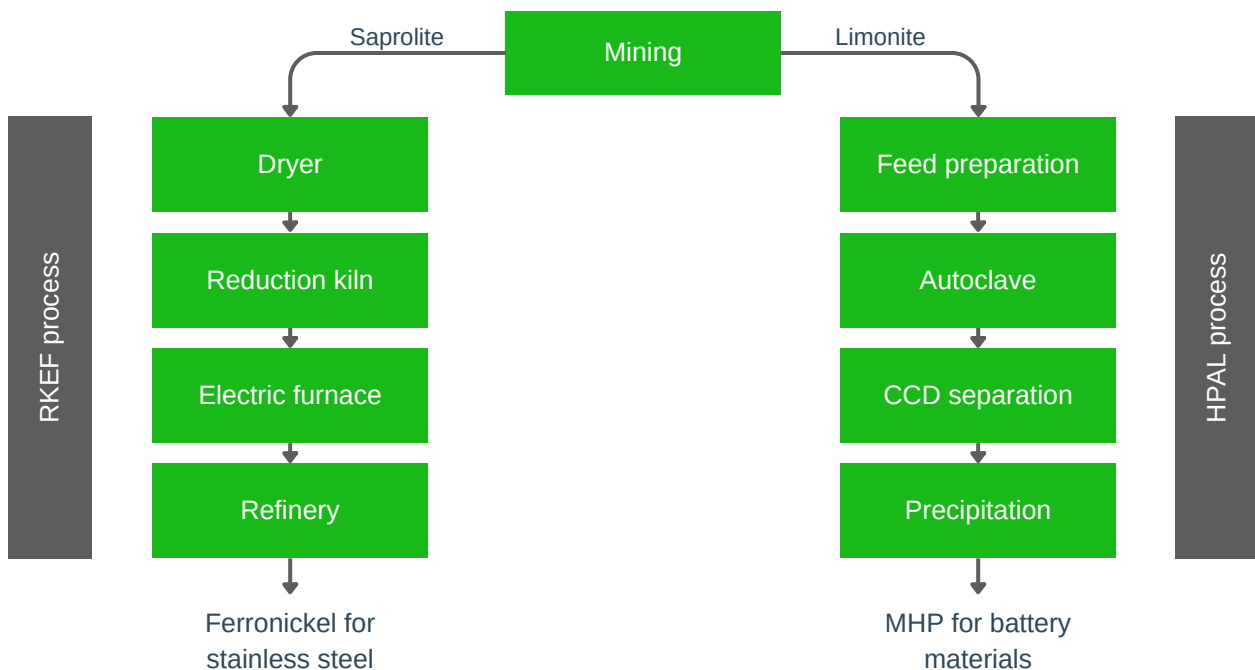 Saprolite
Mining
Limonite
RKEF process
Dryer
Reduction kiln
Electric furnace
Refinery
Ferronickel for
stainless steel
Feed preparation
Autoclave
CCD separation
Precipitation
MHP for battery
materials
HPAL process